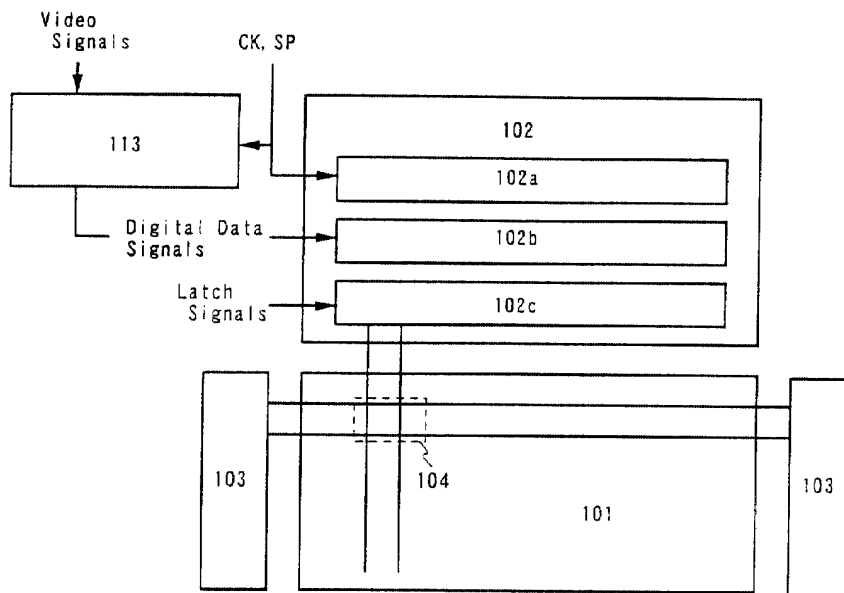 Video
Signals
CK, SP
113
102
102a
Digital Data
Signals
102b
Latch
Signals
102c
103
104
101
103